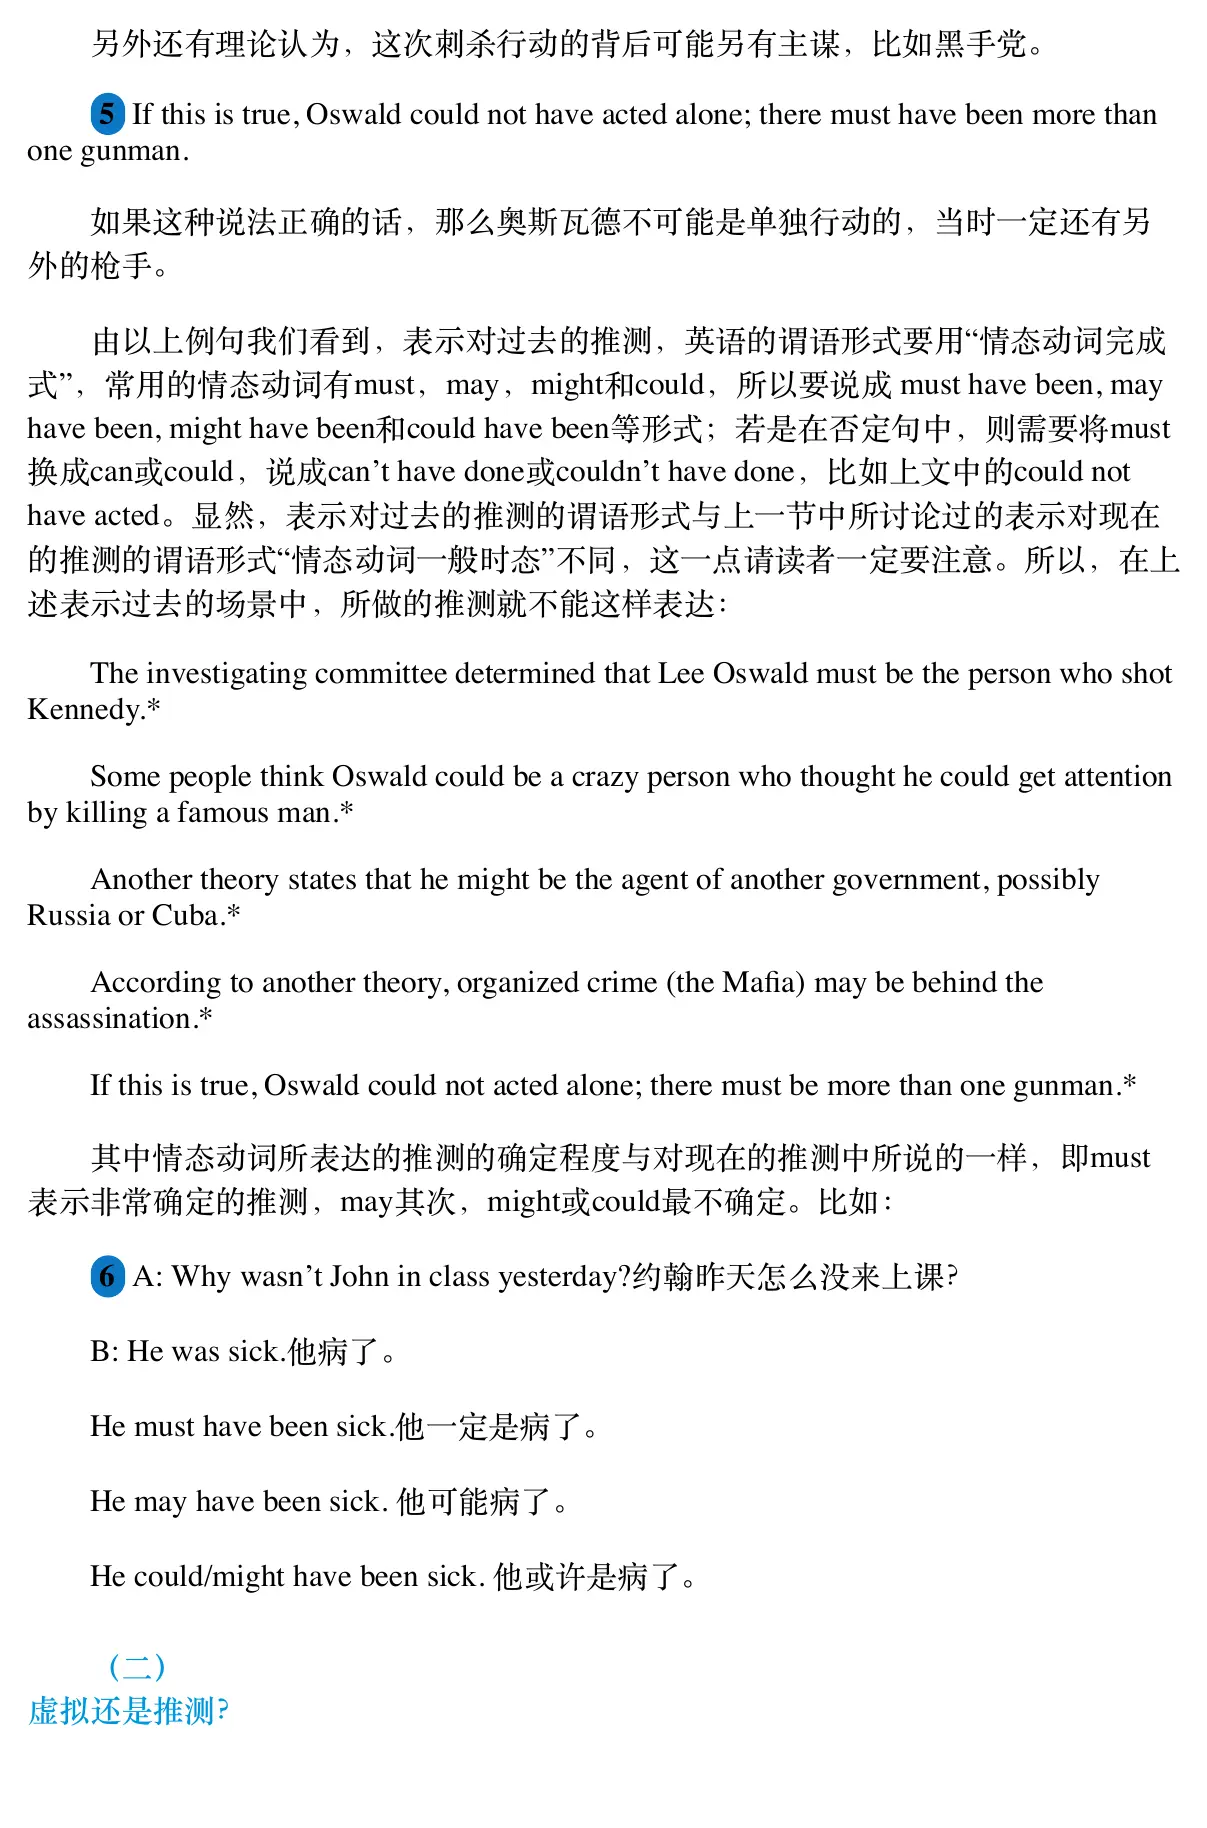 另外还有理论认为，这次刺杀行动的背后可能另有主谋，比如黑手党。
5 If this is true, Oswald could not have acted alone; there must have been more than
one gunman.
如果这种说法正确的话，那么奥斯瓦德不可能是单独行动的，当时一定还有另
外的枪手。
由以上例句我们看到，表示对过去的推测，英语的谓语形式要用“情态动词完成
式”，常用的情态动词有must，may，might和could，所以要说成 must have been, may
have been, might have been和could have been等形式；若是在否定句中，则需要将must
换成can或could，说成can’t have done或couldn’t have done，比如上文中的could not
have acted。显然，表示对过去的推测的谓语形式与上一节中所讨论过的表示对现在
的推测的谓语形式“情态动词一般时态”不同，这一点请读者一定要注意。所以，在上
述表示过去的场景中，所做的推测就不能这样表达：
The investigating committee determined that Lee Oswald must be the person who shot
Kennedy.*
Some people think Oswald could be a crazy person who thought he could get attention
by killing a famous man.*
Another theory states that he might be the agent of another government, possibly
Russia or Cuba.*
According to another theory, organized crime (the Mafia) may be behind the
assassination.*
If this is true, Oswald could not acted alone; there must be more than one gunman.*
其中情态动词所表达的推测的确定程度与对现在的推测中所说的一样，即must
表示非常确定的推测，may其次，might或could最不确定。比如：
6 A: Why wasn’t John in class yesterday?约翰昨天怎么没来上课？
B: He was sick.他病了。
He must have been sick.他一定是病了。
He may have been sick. 他可能病了。
He could/might have been sick. 他或许是病了。
（二）
虚拟还是推测？